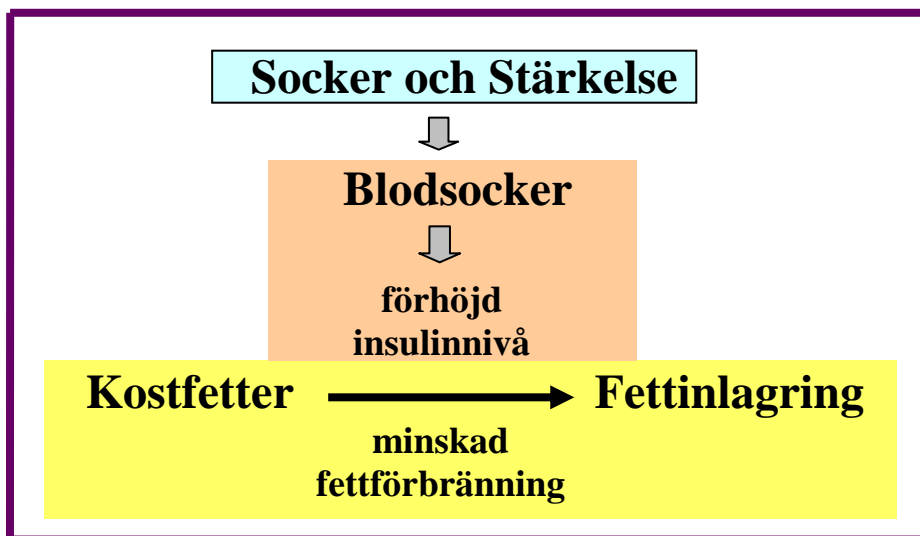 Socker och Stärkelse
Blodsocker
förhöjd
insulinnivå
Kostfetter Fettinlagring
minskad
fettförbränning